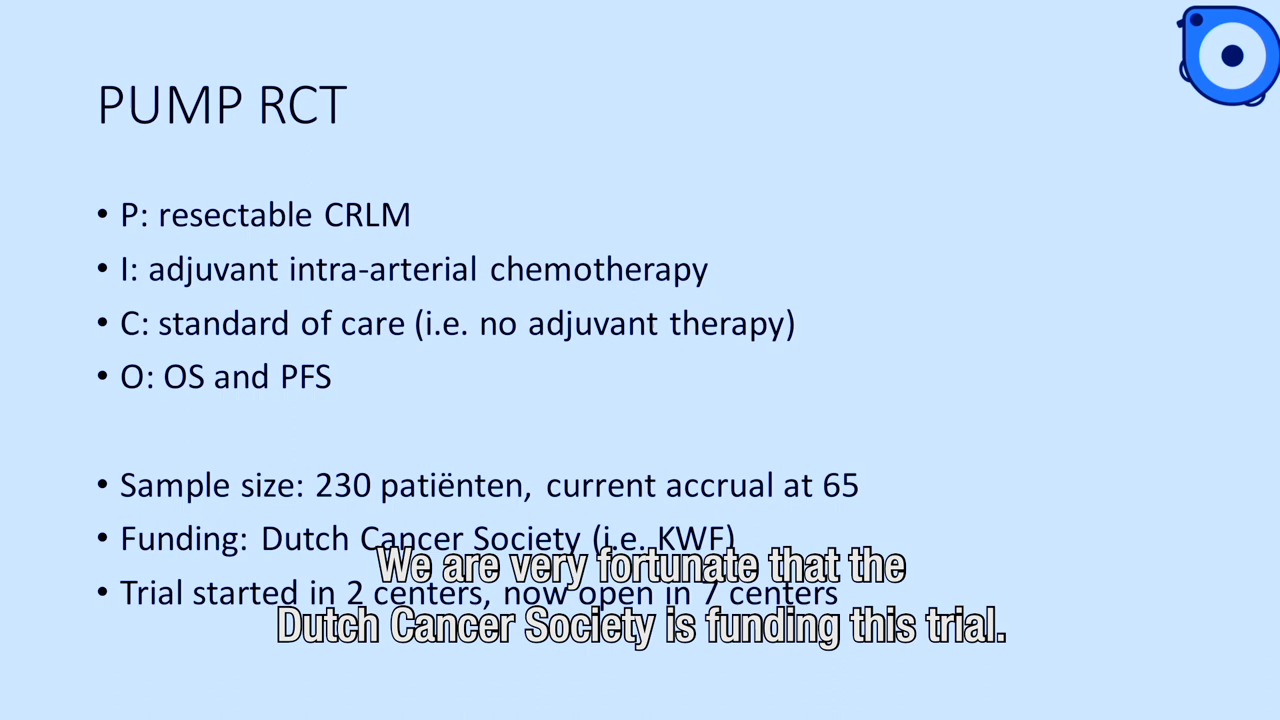 PUMP RCT
• P: resectable CRLM
• I: adjuvant intra-arterial chemotherapy
• C: standard of care (i.e. no adjuvant therapy)
• O: OS and PFS
• Sample size: 230 patiënten, current accrual at 65
• Funding: Dutch Cancer Society (i.e. KWF)
• Trial started in 2 centers, now open in 7 centers
We are very fortunate that the
Dutch Cancer Society is funding this trial.